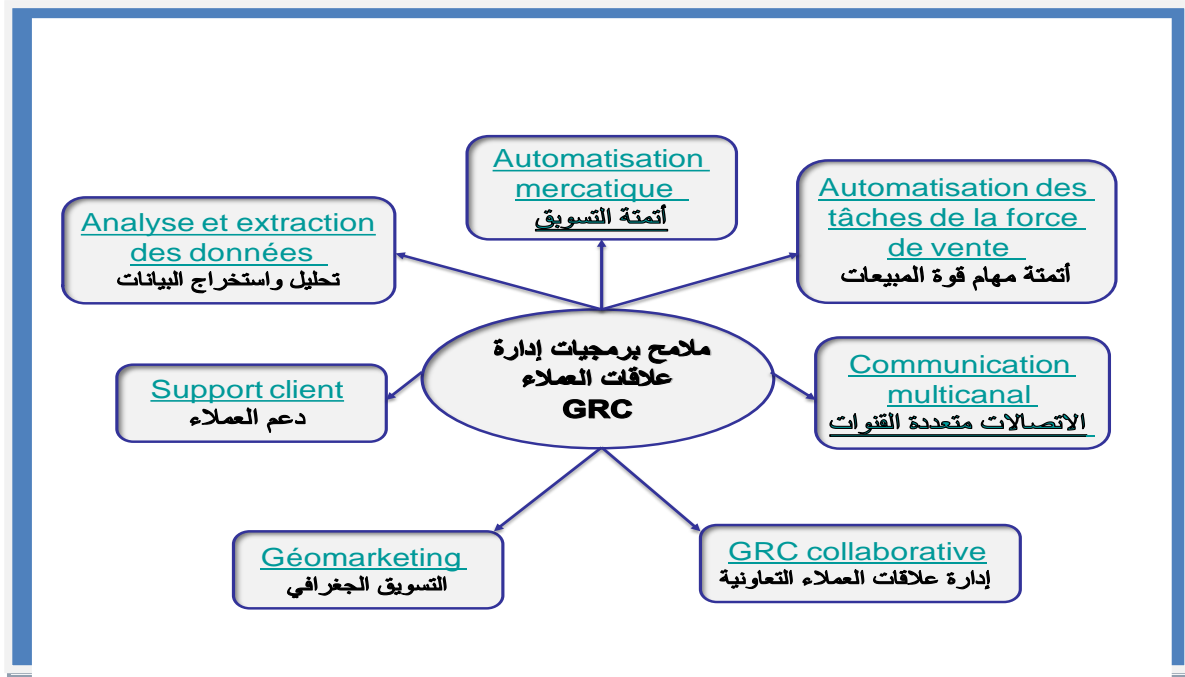 Automatisation
mercatique
أتمتة التسويق
Automatisation des
tâches de la force
de vente
أتمتة مهام قوة المبيعات
Analyse et extraction
des données
تحليل واستخراج البيانات
ملامح برمجيات إدارة
علاقات العملاء
GRC
Communication
multicanal
الاتصالات متعددة القنوات
Support client
دعم العملاء
Géomarketing
التسويق الجغرافي
GRC collaborative
إدارة علاقات العملاء التعاونية